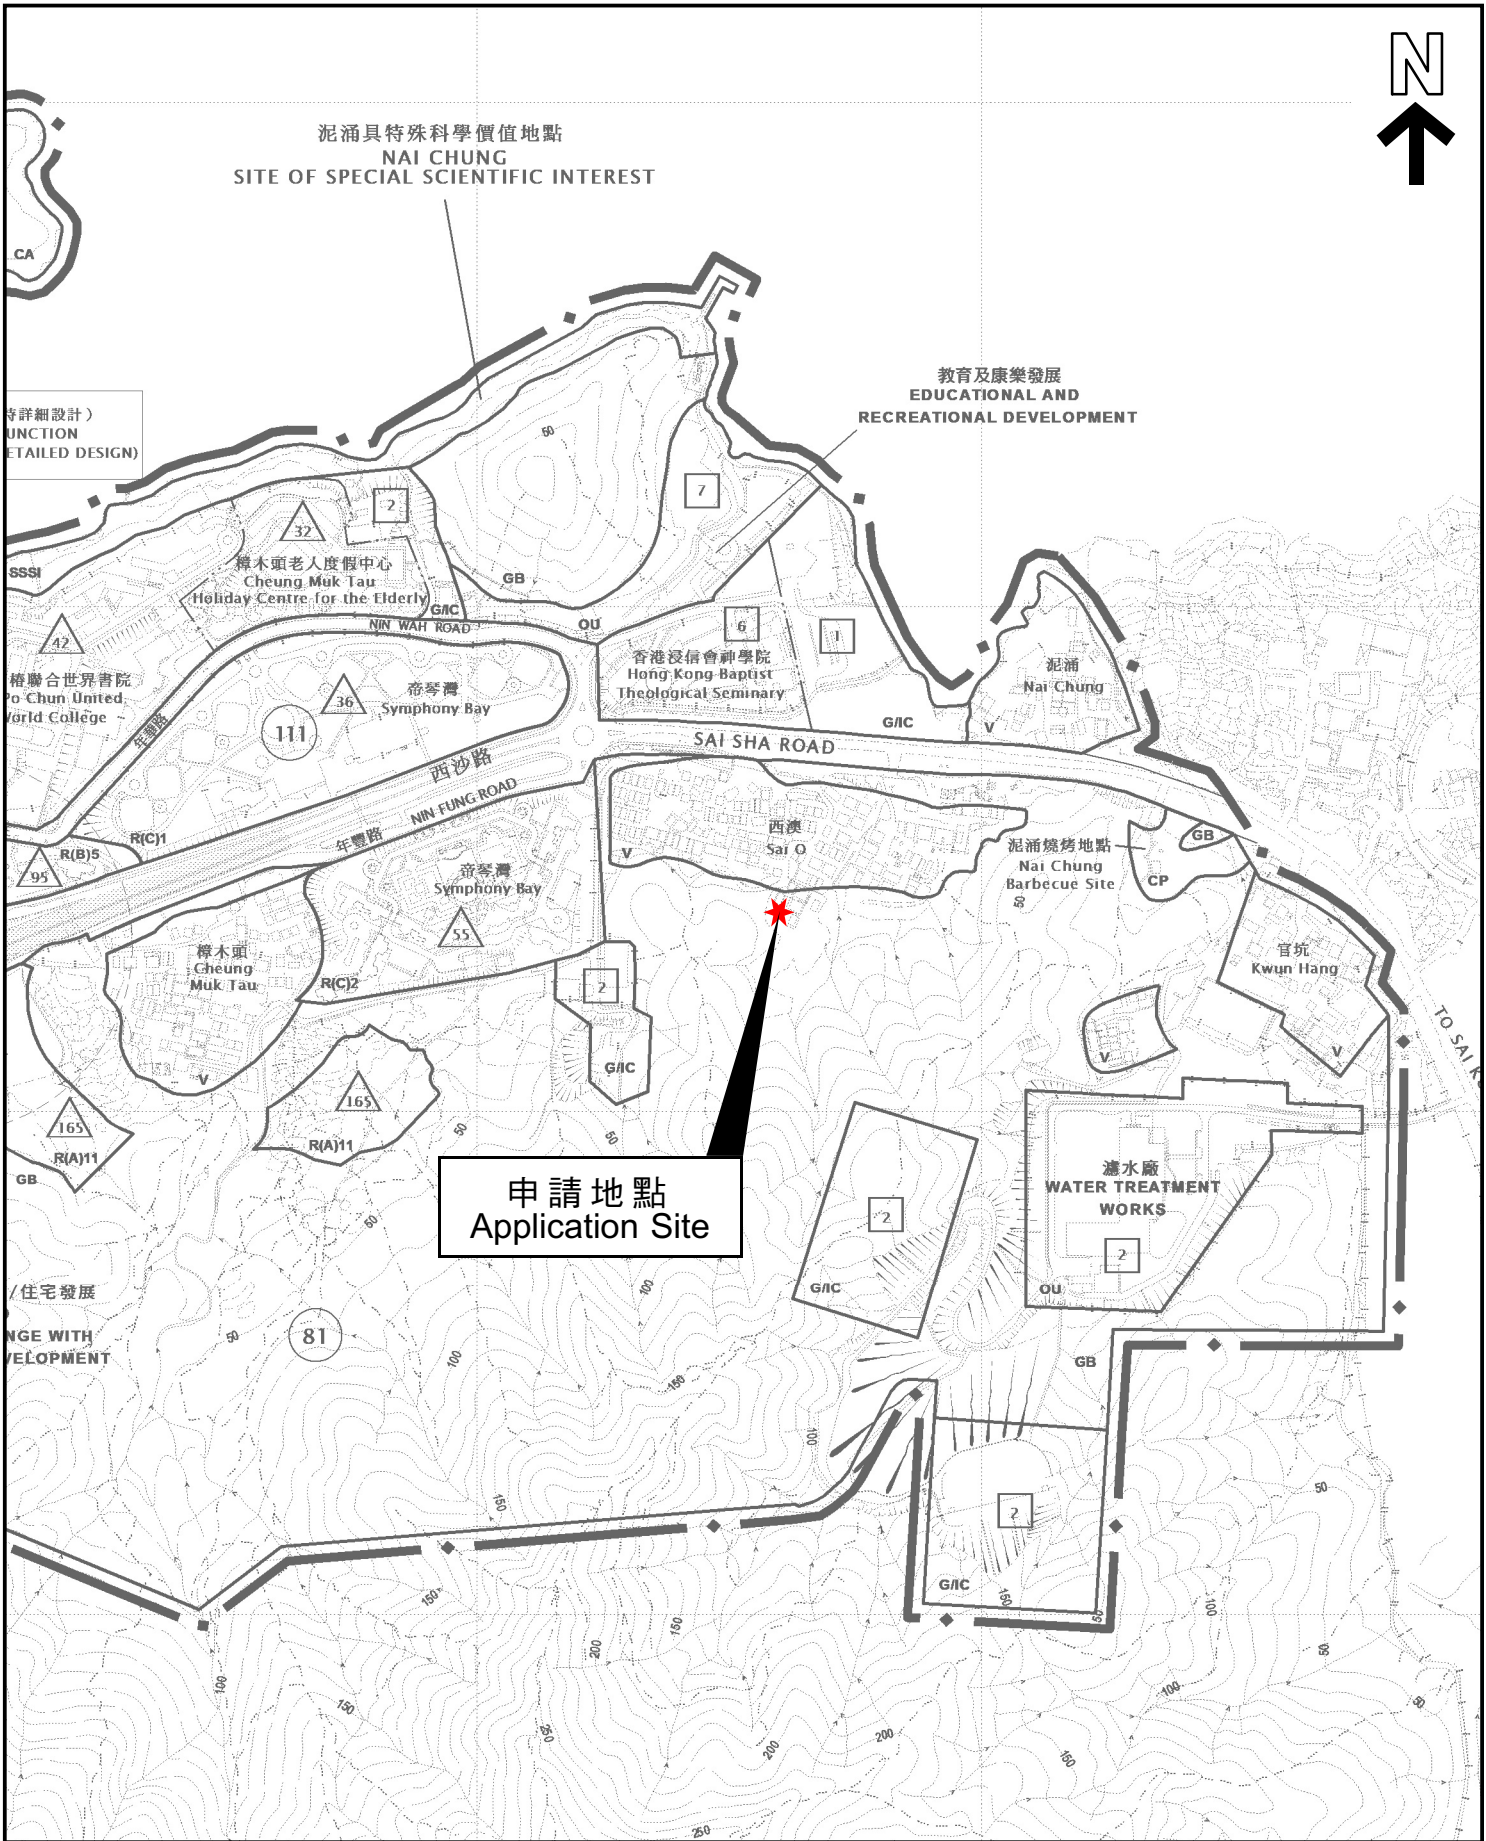 N
泥涌具特殊科學價值地點
NAI CHUNG
SITE OF SPECIAL SCIENTIFIC INTEREST
CA
教育及康樂發展
EDUCATIONAL AND
RECREATIONAL DEVELOPMENT
待詳細設計）
UNCTION
ETAILED DESIGN)
50
7
2
32
樟木頭老人度假中心
Cheung Muk Tau
Holiday Centre for the Elderly
SSSI
GB
G/IC
NIN WAH ROAD
OU
42
6
1
香港浸信會神學院
Hong Kong Baptist
Theological Seminary
泥涌
Nai Chung
V
G/IC
椿聯合世界書院
Po Chun United
World College
年華路
111
36
帝琴灣
Symphony Bay
SAI SHA ROAD
西沙路
NIN FUNG ROAD
年豐路
R(C)1
R(B)5
95
西澳
Sai O
V
帝琴灣
Symphony Bay
55
泥涌燒烤地點
Nai Chung
Barbecue Site
GB
CP
50
樟木頭
Cheung
Muk Tau
R(C)2
V
2
G/IC
官坑
Kwun Hang
V
V
TO SAI K
165
R(A)11
165
R(A)11
GB
50
50
50
申請地點
Application Site
2
G/IC
濾水廠
WATER TREATMENT
WORKS
2
OU
/住宅發展
NGE WITH
VELOPMENT
81
50
100
100
150
GB
100
150
2
G/IC
150
50
50
150
200
150
100
50
100
150
250
200
200
150
100
50
250